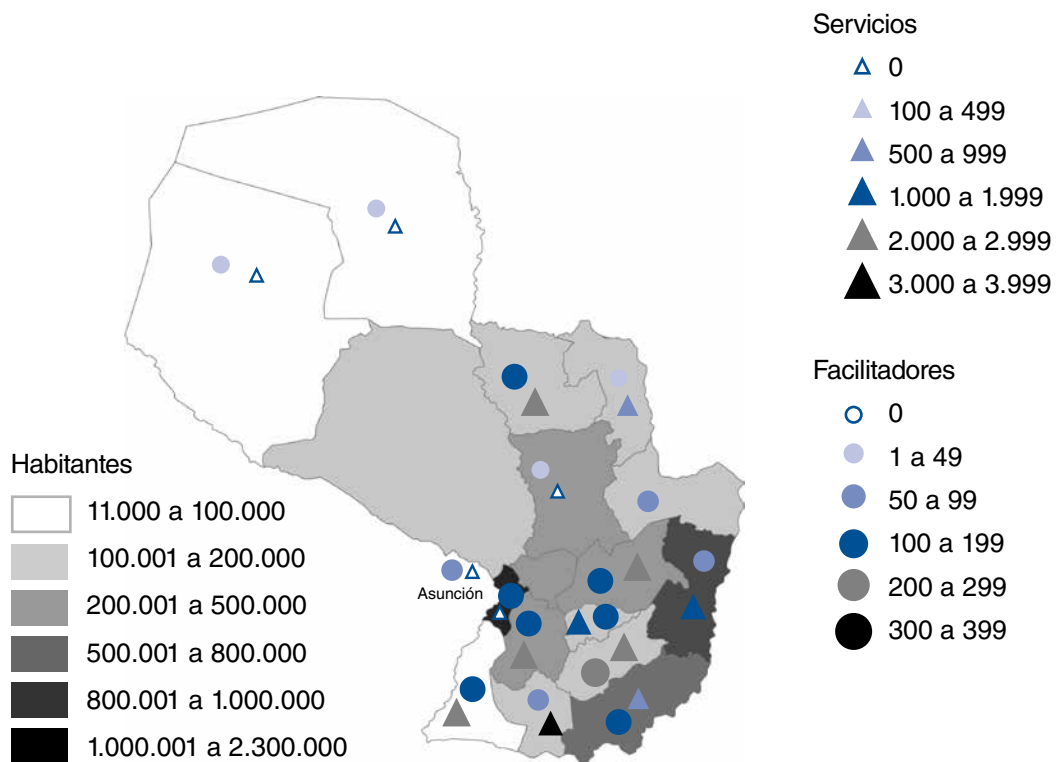 Servicios
0
100 a 499
500 a 999
1.000 a 1.999
2.000 a 2.999
3.000 a 3.999
Facilitadores
0
1 a 49
50 a 99
100 a 199
200 a 299
300 a 399
Habitantes
11.000 a 100.000
100.001 a 200.000
200.001 a 500.000
500.001 a 800.000
800.001 a 1.000.000
1.000.001 a 2.300.000
Asunción